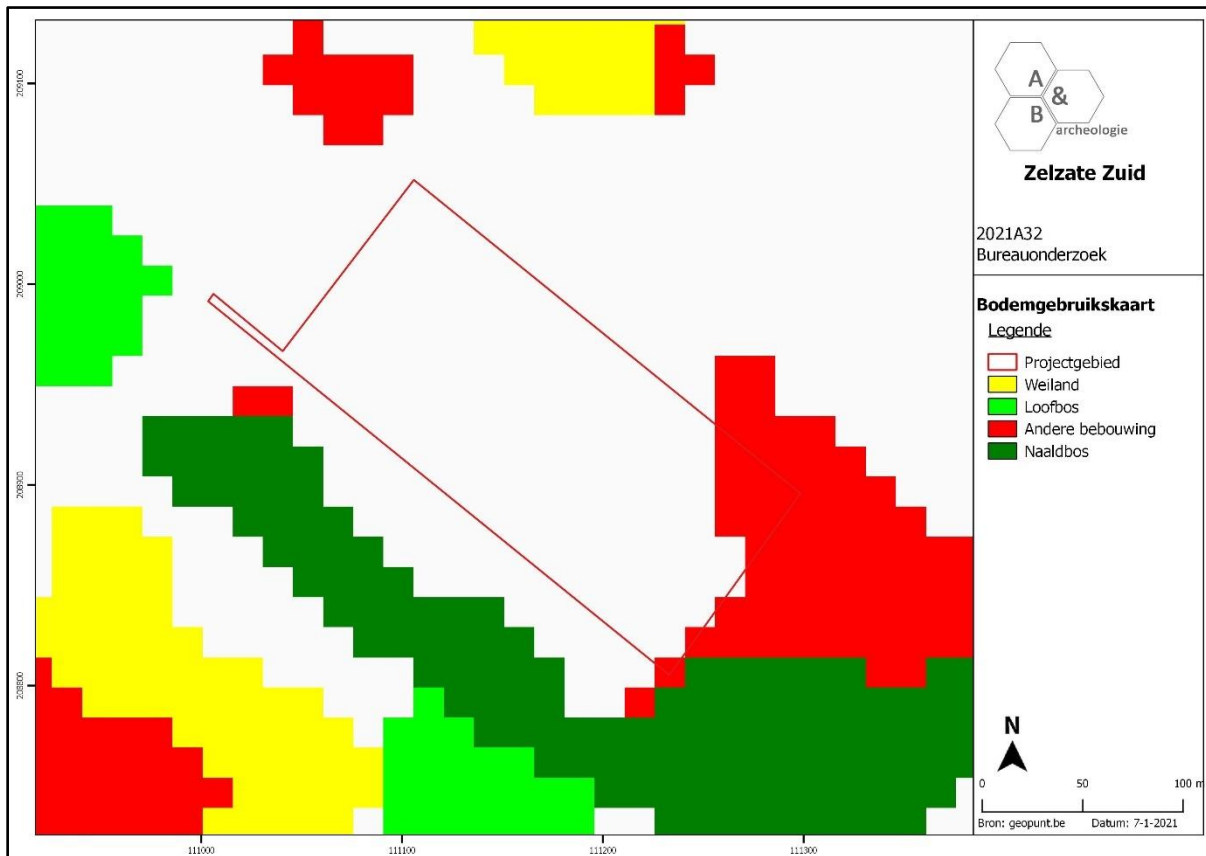 A
&
B
archeologie
Zelzate Zuid
2021A32
Bureauonderzoek
Bodemgebruikskaart
Legende
Projectgebied
Weiland
Loofbos
Andere bebouwing
Naaldbos
N
0 50 100 m
Bron: geopunt.be Datum: 7-1-2021
209100
209000
208900
208800
111000 111100 111200 111300